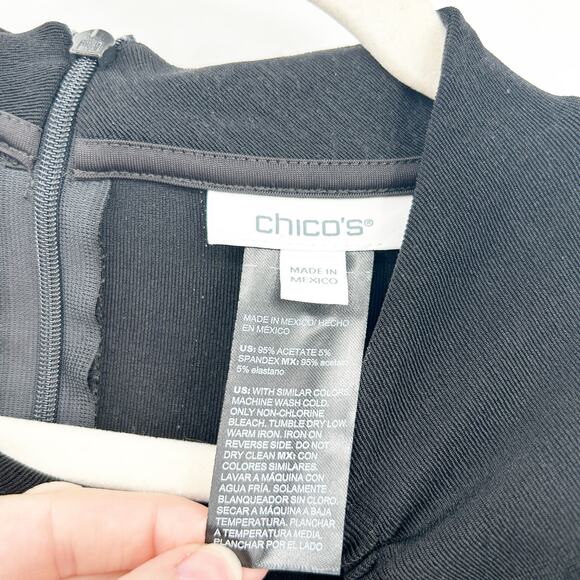 chico's®
MADE IN
MEXICO
MADE IN MEXICO/HECHO
EN MÉXICO
US: 95% ACETATE 5%
SPANDEX MX: 95% acetato
5% elastano
US: WITH SIMILAR COLORS
MACHINE WASH COLD.
ONLY NON-CHLORINE
BLEACH. TUMBLE DRY LOW.
WARM IRON. IRON ON
REVERSE SIDE. DO NOT
DRY CLEAN MX: CON
COLORES SIMILARES.
LAVAR A MÁQUINA CON
AGUA FRÍA. SOLAMENTE
BLANQUEADOR SIN CLORO.
SECAR A MÁQUINA A BAJA
TEMPERATURA. PLANCHAR
A TEMPERATURA MEDIA.
PLANCHAR POR EL LADO